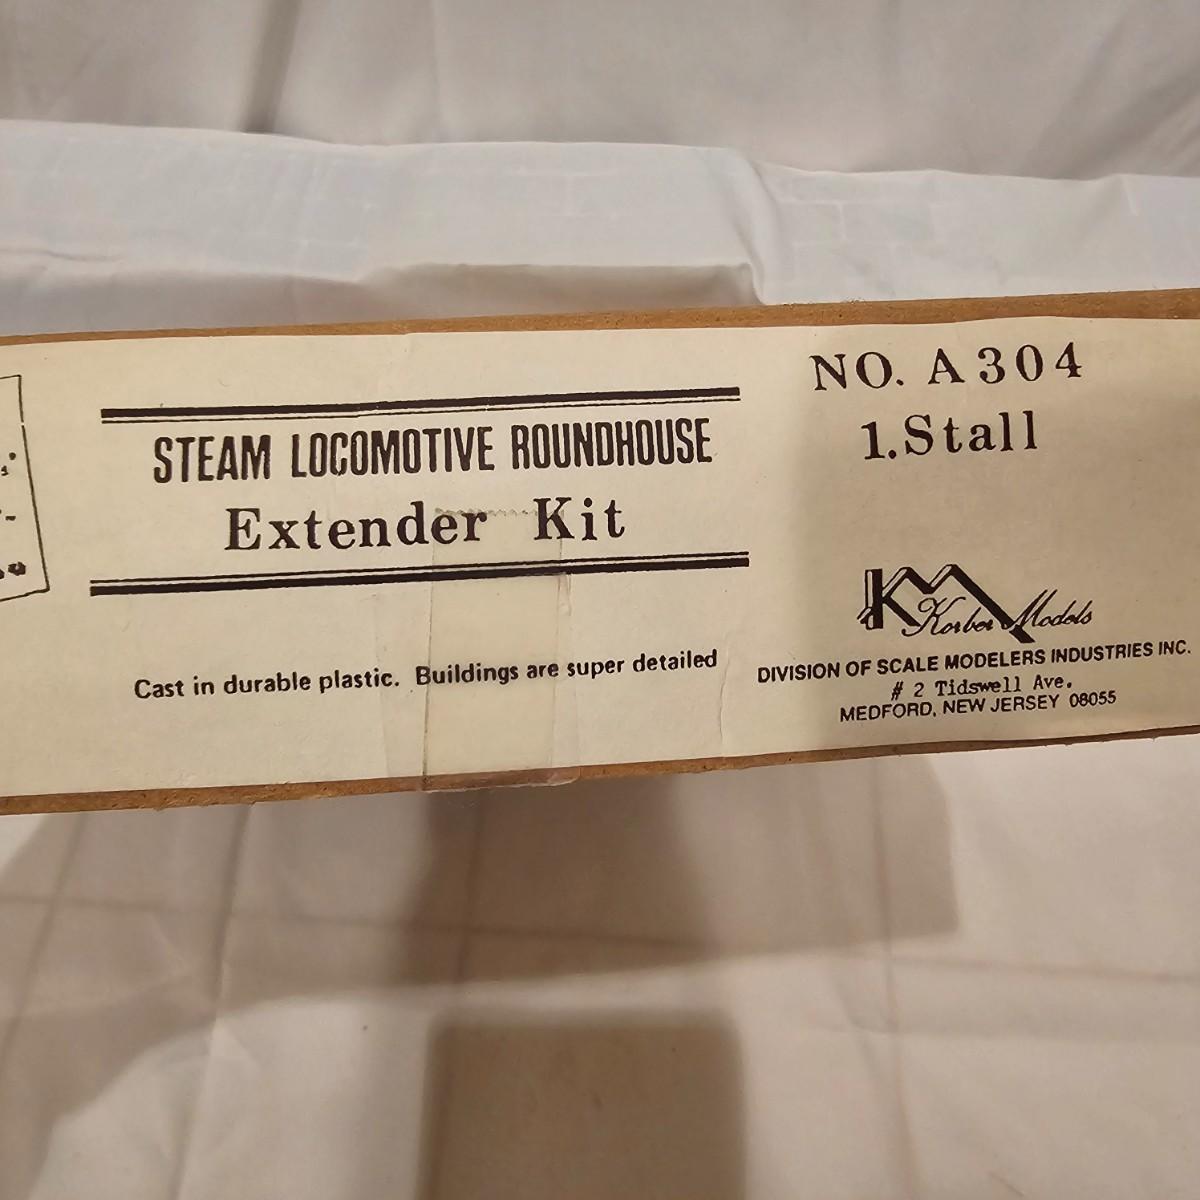 STEAM LOCOMOTIVE ROUNDHOUSE
Extender Kit
Cast in durable plastic. Buildings are super detailed
NO. A304
1.Stall
KM
Korber Models
DIVISION OF SCALE MODELERS INDUSTRIES INC.
# 2 Tidswell Ave.
MEDFORD, NEW JERSEY 08055